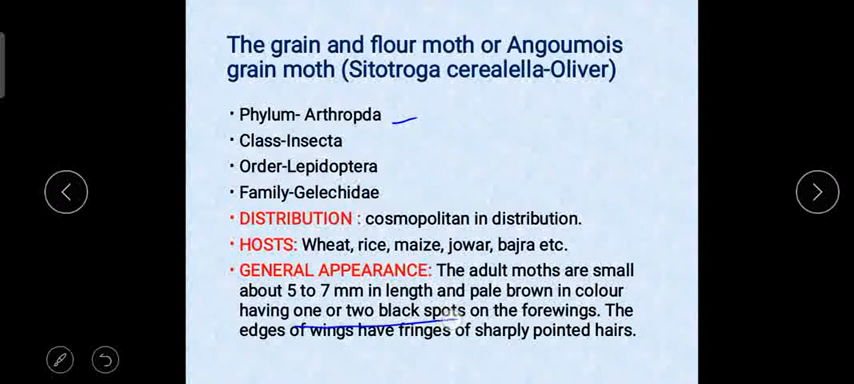 The grain and flour moth or Angoumois
grain moth (Sitotroga cerealella-Oliver)
• Phylum- Arthropda
• Class-Insecta
• Order-Lepidoptera
• Family-Gelechidae
• DISTRIBUTION : cosmopolitan in distribution.
• HOSTS: Wheat, rice, maize, jowar, bajra etc.
• GENERAL APPEARANCE: The adult moths are small
about 5 to 7 mm in length and pale brown in colour
having one or two black spots on the forewings. The
edges of wings have fringes of sharply pointed hairs.